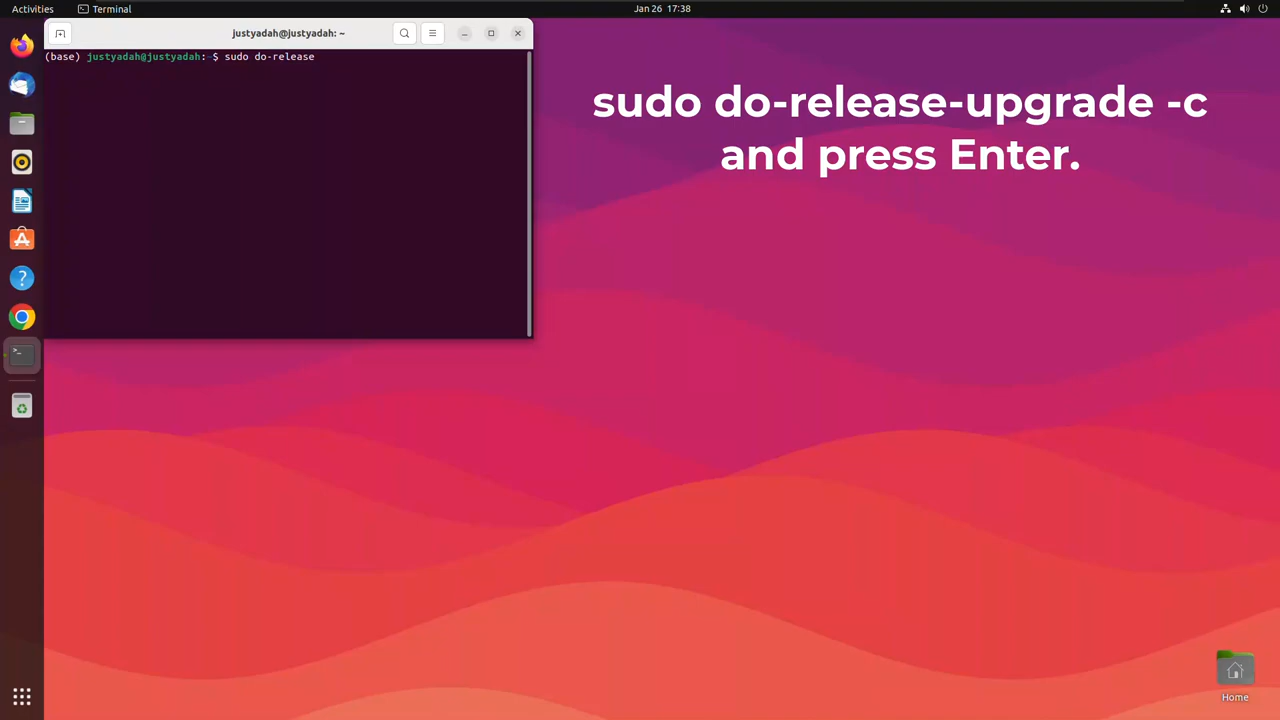 Activities
Terminal
Jan 26 17:38
justyadah@justyadah: ~
(base) justyadah@justyadah:~$ sudo do-release
sudo do-release-upgrade -c
and press Enter.
Home